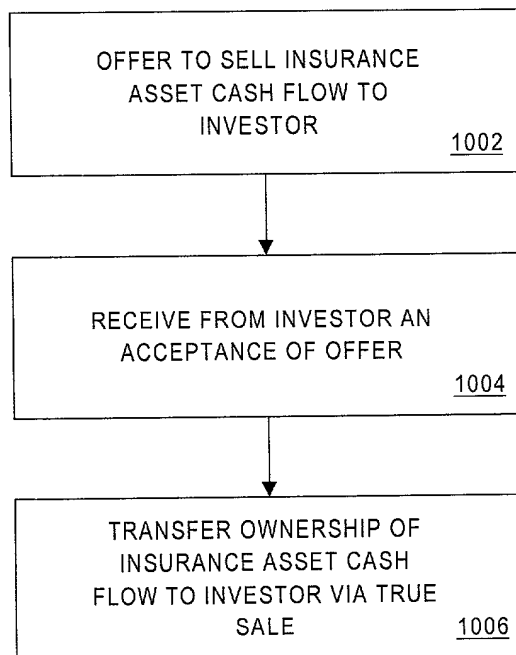 OFFER TO SELL INSURANCE
ASSET CASH FLOW TO
INVESTOR
1002
RECEIVE FROM INVESTOR AN
ACCEPTANCE OF OFFER
1004
TRANSFER OWNERSHIP OF
INSURANCE ASSET CASH
FLOW TO INVESTOR VIA TRUE
SALE
1006